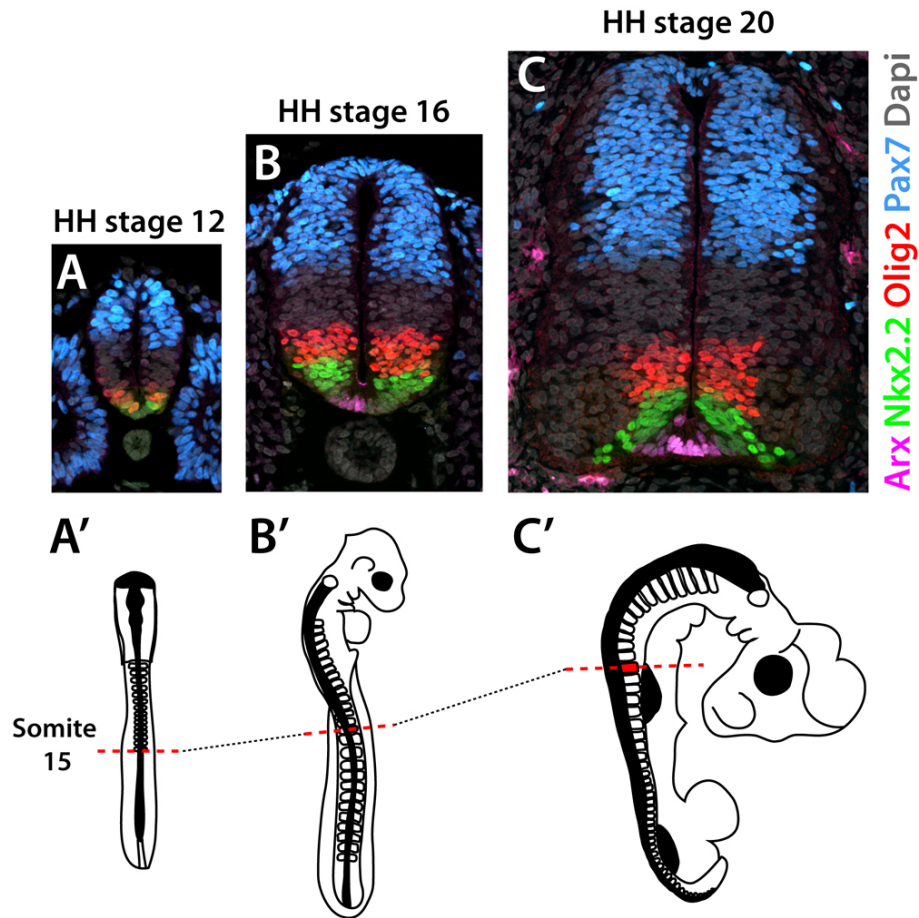 HH stage 20
HH stage 16
HH stage 12
A
B
C
Arx Nkx2.2 Olig2 Pax7 Dapi
A′
B′
C′
Somite
15